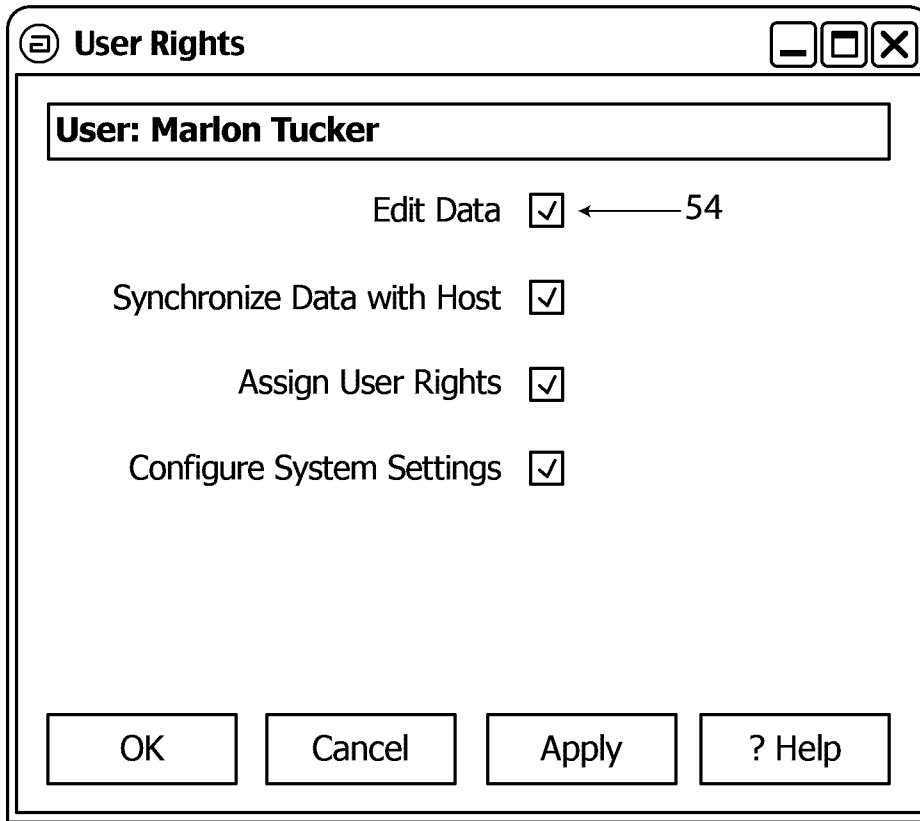 User Rights
User: Marlon Tucker
Edit Data 54
Synchronize Data with Host
Assign User Rights
Configure System Settings
OK Cancel Apply ? Help